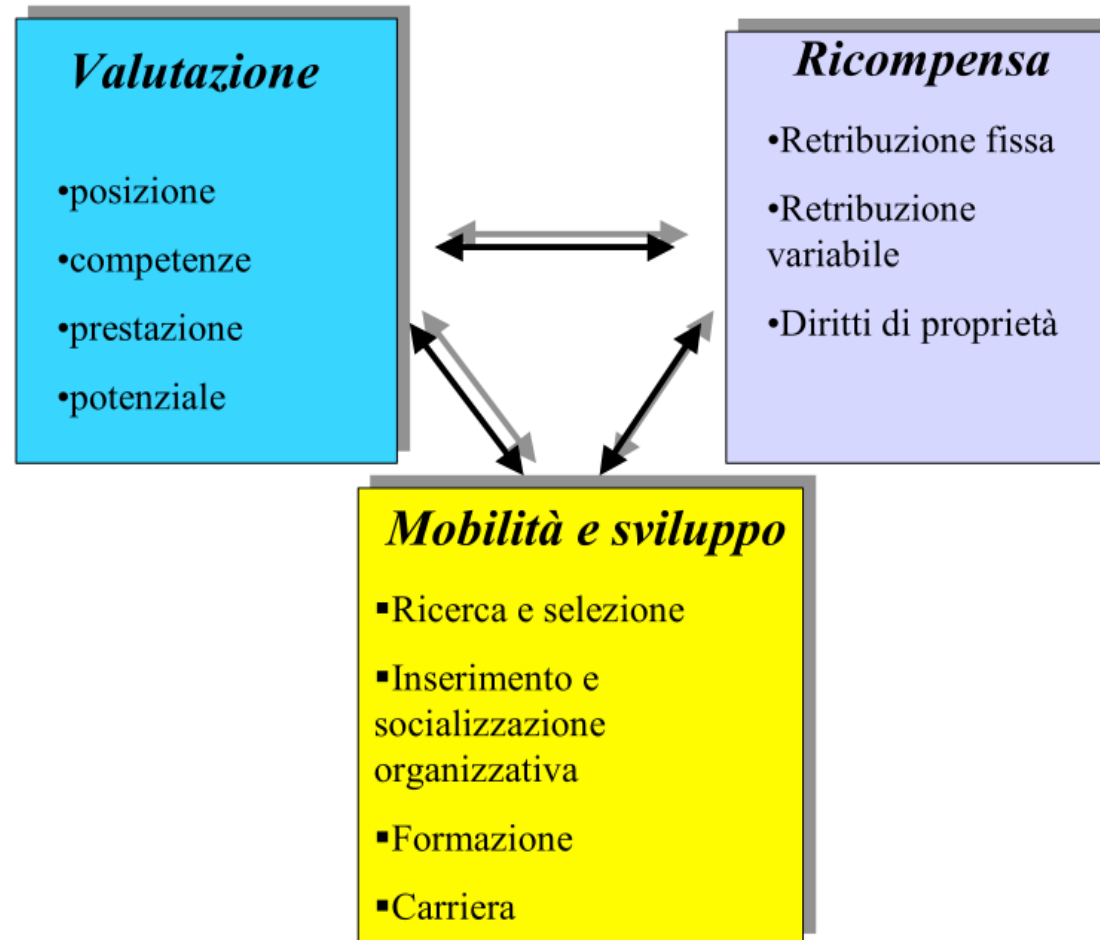 Valutazione
•posizione
•competenze
•prestazione
•potenziale
Ricompensa
•Retribuzione fissa
•Retribuzione
variabile
•Diritti di proprietà
Mobilità e sviluppo
▪Ricerca e selezione
▪Inserimento e
socializzazione
organizzativa
▪Formazione
▪Carriera